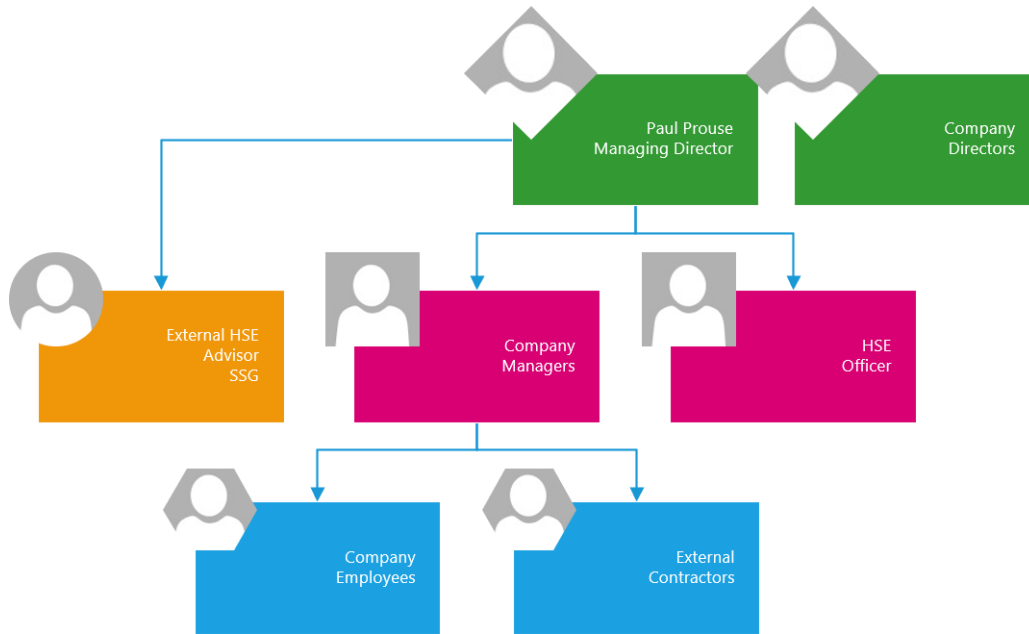 Paul Prouse
Managing Director
Company
Directors
External HSE
Advisor
SSG
Company
Managers
HSE
Officer
Company
Employees
External
Contractors